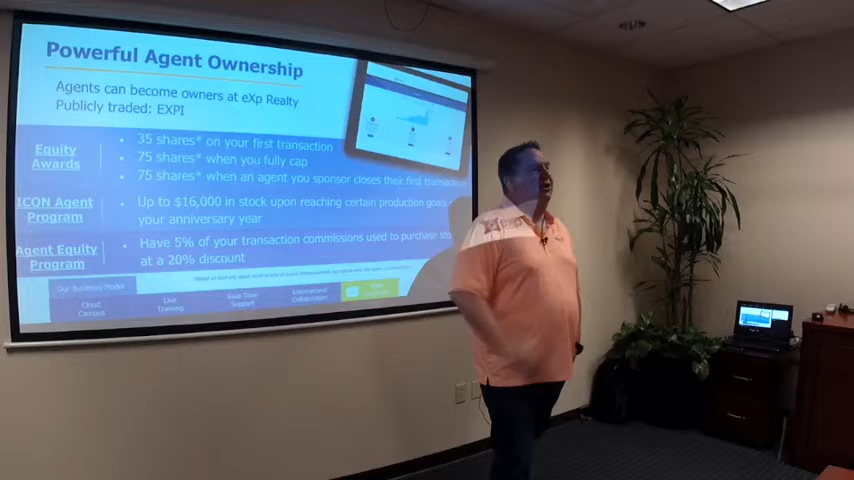 Powerful Agent Ownership
Agents can become owners at eXp Realty
Publicly traded: EXPI
Equity
Awards
• 35 shares* on your first transaction
• 75 shares* when you fully cap
• 75 shares* when an agent you sponsor closes their first transaction
ICON Agent
Program
• Up to $16,000 in stock upon reaching certain production goals
your anniversary year
Agent Equity
Program
• Have 5% of your transaction commissions used to purchase
at a 20% discount
Our Business Model
Cloud
Campus
Live
Training
Real Time
Support
International
Collaboration